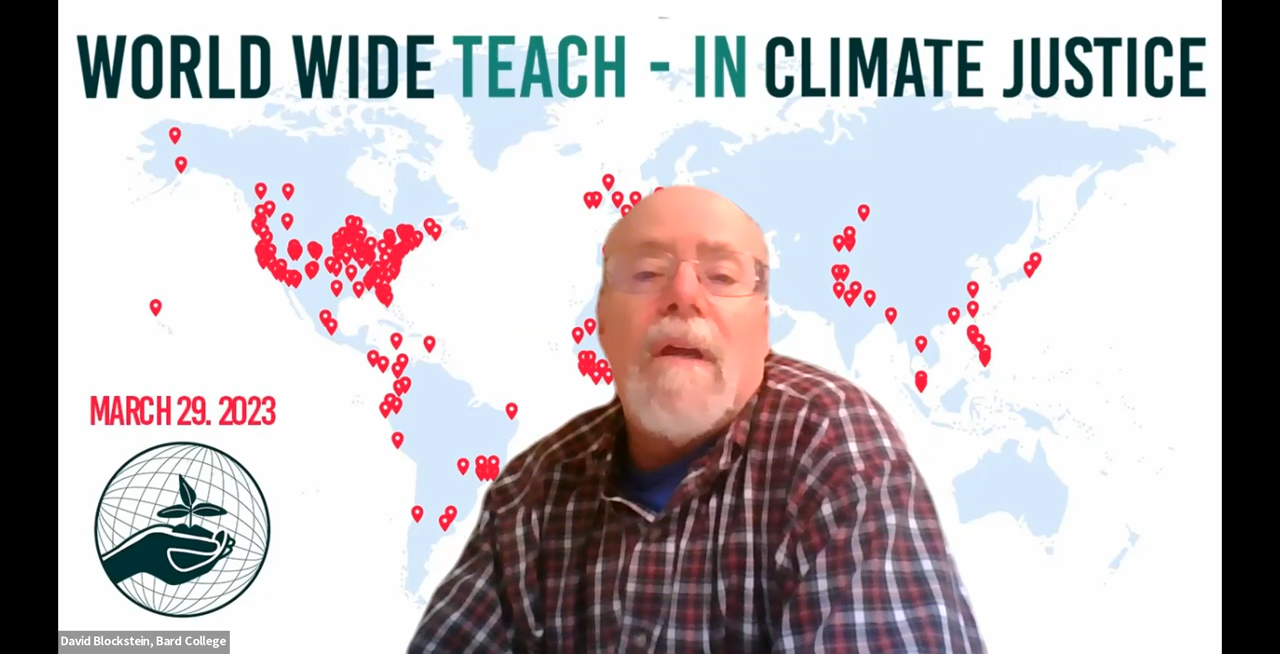 WORLD WIDE TEACH - IN CLIMATE JUSTICE
MARCH 29. 2023
David Blockstein, Bard College